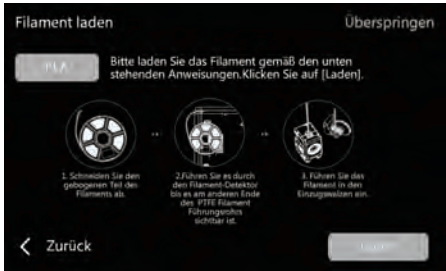 Filament laden
Überspringen
PLA
Bitte laden Sie das Filament gemäß den unten
stehenden Anweisungen.Klicken Sie auf [Laden].
1. Schneiden Sie den
gebogenen Teil des
Filaments ab.
2.Führen Sie es durch
den Filament-Detektor
bis es am anderen Ende
des PTFE Filament
Führungsrohrs
sichtbar ist.
3. Führen Sie das
Filament in den
Einzugswalzen ein.
Zurück